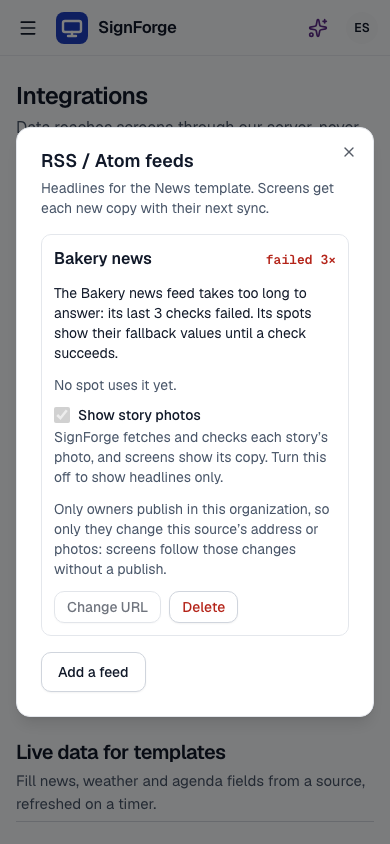 SignForge
ES
Integrations
Data reaches screens through our server, never
RSS / Atom feeds
Headlines for the News template. Screens get
each new copy with their next sync.
Bakery news
failed 3×
The Bakery news feed takes too long to
answer: its last 3 checks failed. Its spots
show their fallback values until a check
succeeds.
No spot uses it yet.
Show story photos
SignForge fetches and checks each story’s
photo, and screens show its copy. Turn this
off to show headlines only.
Only owners publish in this organization, so
only they change this source’s address or
photos: screens follow those changes
without a publish.
Change URL
Delete
Add a feed
Live data for templates
Fill news, weather and agenda fields from a source,
refreshed on a timer.